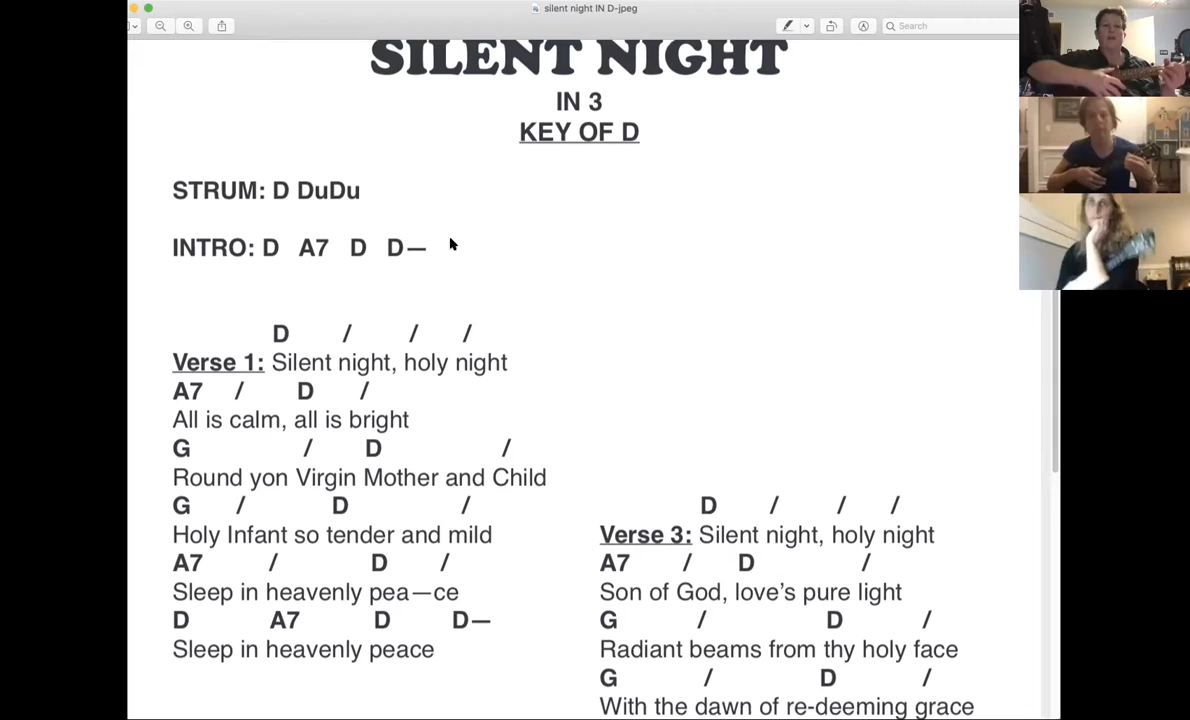 silent night IN D-jpeg
Search
SILENT NIGHT
IN 3
KEY OF D
STRUM: D DuDu
INTRO: D A7 D D—
D / / /
Verse 1: Silent night, holy night
A7 / D /
All is calm, all is bright
G / D /
Round yon Virgin Mother and Child
G / D /
Holy Infant so tender and mild
A7 / D /
Sleep in heavenly pea—ce
D A7 D D—
Sleep in heavenly peace
D / / /
Verse 3: Silent night, holy night
A7 / D /
Son of God, love's pure light
G / D /
Radiant beams from thy holy face
G / D /
With the dawn of re-deeming grace